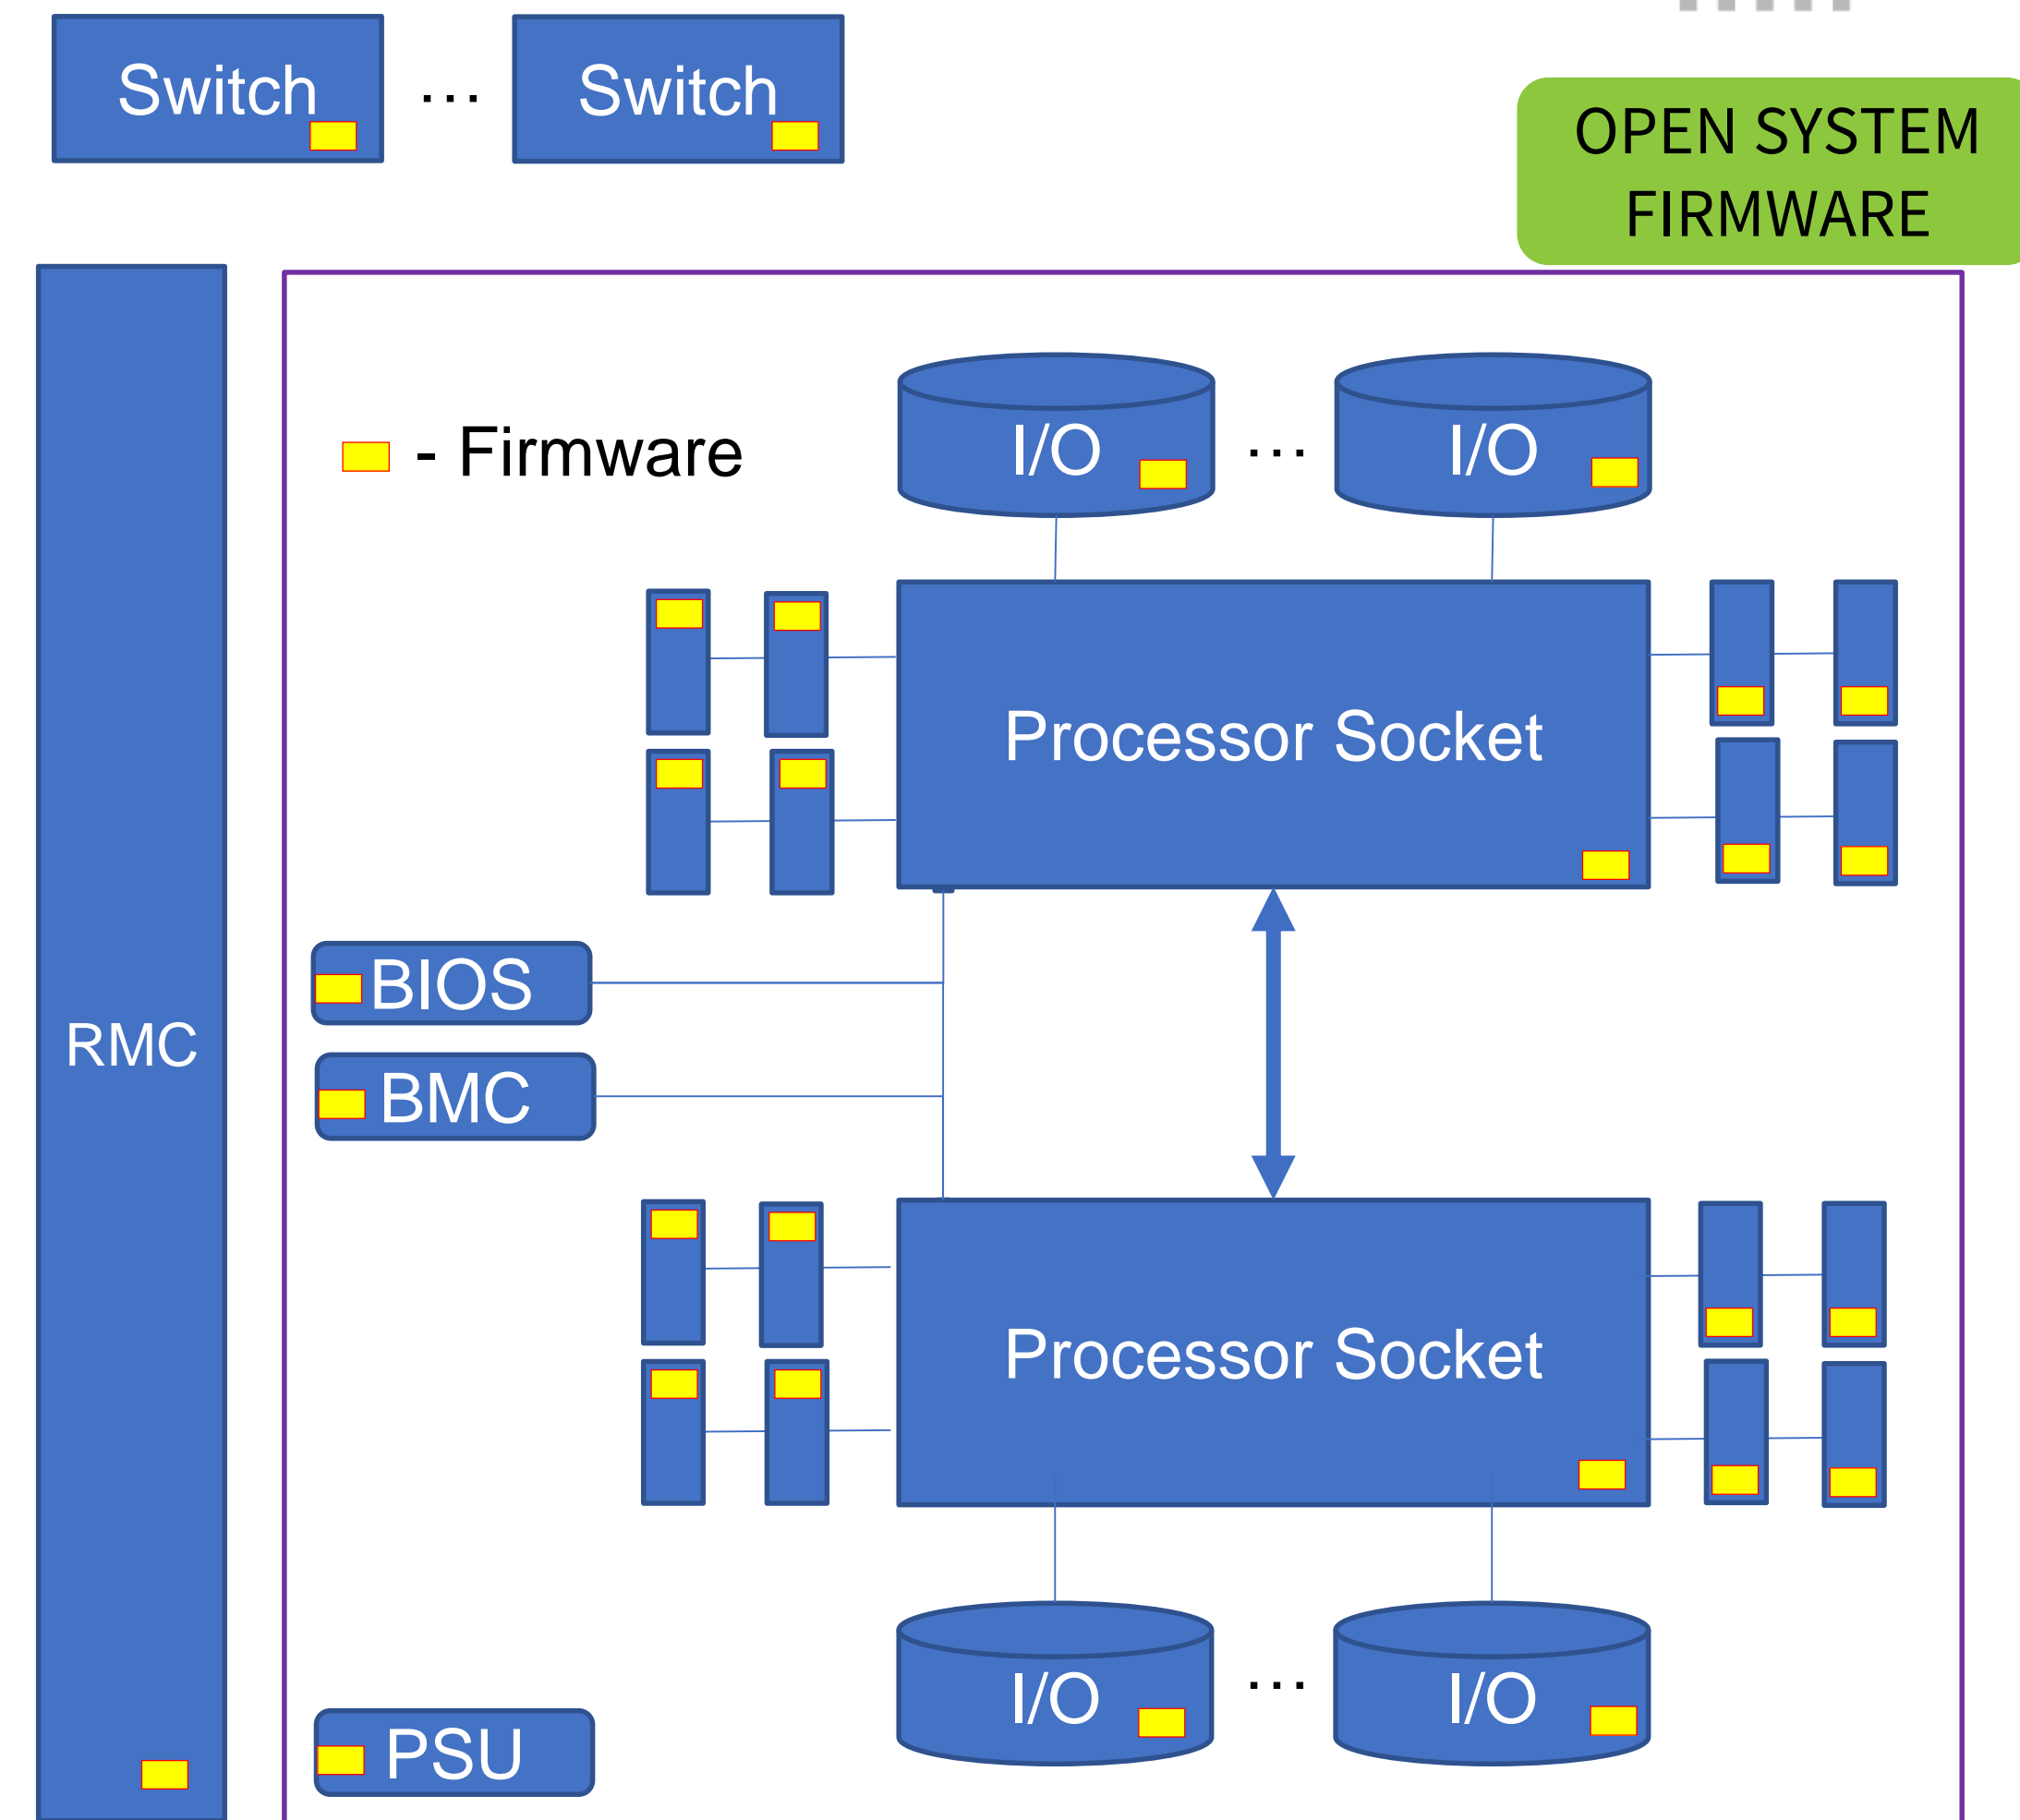 Switch … Switch
OPEN SYSTEM
FIRMWARE
- Firmware
I/O … I/O
Processor Socket
BIOS
RMC
BMC
Processor Socket
I/O … I/O
PSU